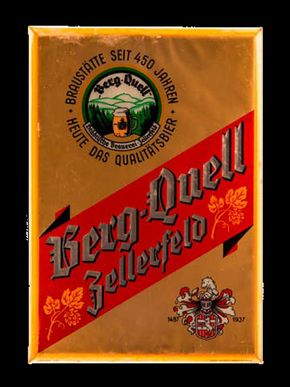 BRAUSTÄTTE SEIT 450 JAHREN
Berg-Quell
• HEUTE DAS QUALITÄTSBIER •
Berg-Quell
Zellerfeld
1487 1937